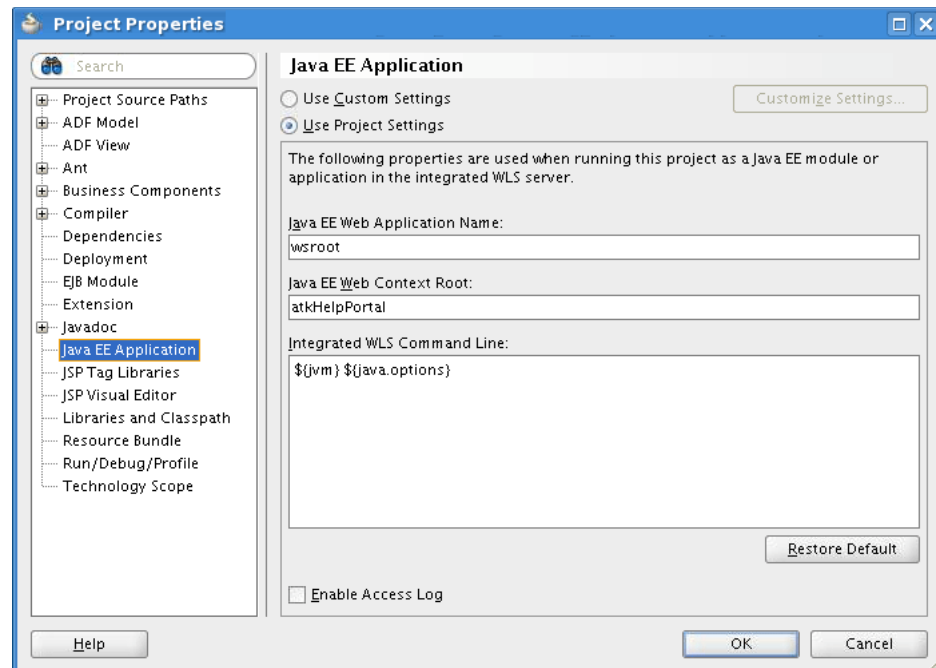 Project Properties
Search
Project Source Paths
ADF Model
ADF View
Ant
Business Components
Compiler
Dependencies
Deployment
EJB Module
Extension
Javadoc
Java EE Application
JSP Tag Libraries
JSP Visual Editor
Libraries and Classpath
Resource Bundle
Run/Debug/Profile
Technology Scope
Java EE Application
Use Custom Settings
Customize Settings...
Use Project Settings
The following properties are used when running this project as a Java EE module or
application in the integrated WLS server.
Java EE Web Application Name:
wsroot
Java EE Web Context Root:
atkHelpPortal
Integrated WLS Command Line:
${jvm} ${java.options}
Restore Default
Enable Access Log
Help
OK
Cancel